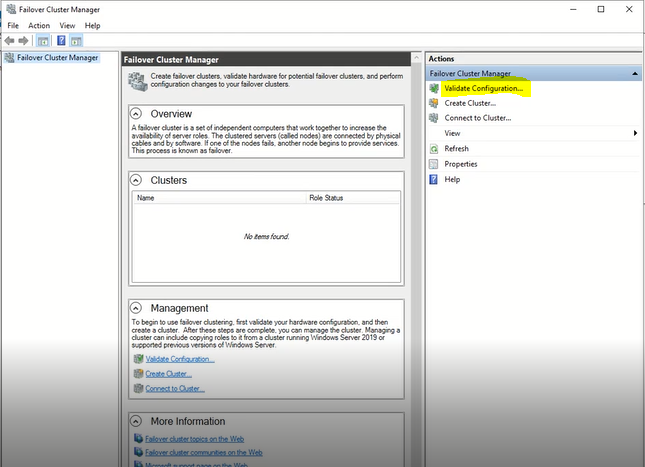 Failover Cluster Manager
File Action View Help
Failover Cluster Manager
Failover Cluster Manager
Create failover clusters, validate hardware for potential failover clusters, and perform
configuration changes to your failover clusters.
Overview
A failover cluster is a set of independent computers that work together to increase the
availability of server roles. The clustered servers (called nodes) are connected by physical
cables and by software. If one of the nodes fails, another node begins to provide services.
This process is known as failover.
Clusters
Name Role Status
No items found.
Management
To begin to use failover clustering, first validate your hardware configuration, and then
create a cluster. After these steps are complete, you can manage the cluster. Managing a
cluster can include copying roles to it from a cluster running Windows Server 2019 or
supported previous versions of Windows Server.
Validate Configuration...
Create Cluster...
Connect to Cluster...
More Information
Failover cluster topics on the Web
Failover cluster communities on the Web
Microsoft support page on the Web
Actions
Failover Cluster Manager
Validate Configuration...
Create Cluster...
Connect to Cluster...
View
Refresh
Properties
Help